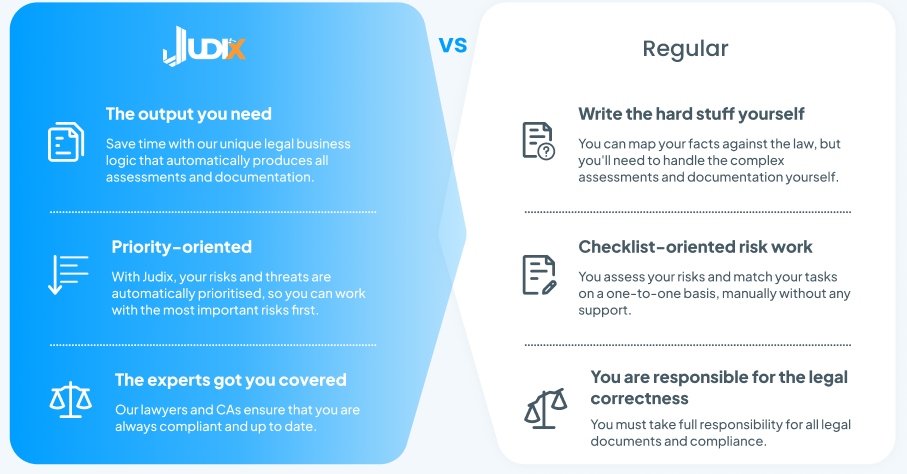 JUDIX
The output you need
Save time with our unique legal business
logic that automatically produces all
assessments and documentation.
Priority-oriented
With Judix, your risks and threats are
automatically prioritised, so you can work
with the most important risks first.
The experts got you covered
Our lawyers and CAs ensure that you are
always compliant and up to date.
VS
Regular
Write the hard stuff yourself
You can map your facts against the law, but
you'll need to handle the complex
assessments and documentation yourself.
Checklist-oriented risk work
You assess your risks and match your tasks
on a one-to-one basis, manually without any
support.
You are responsible for the legal
correctness
You must take full responsibility for all legal
documents and compliance.